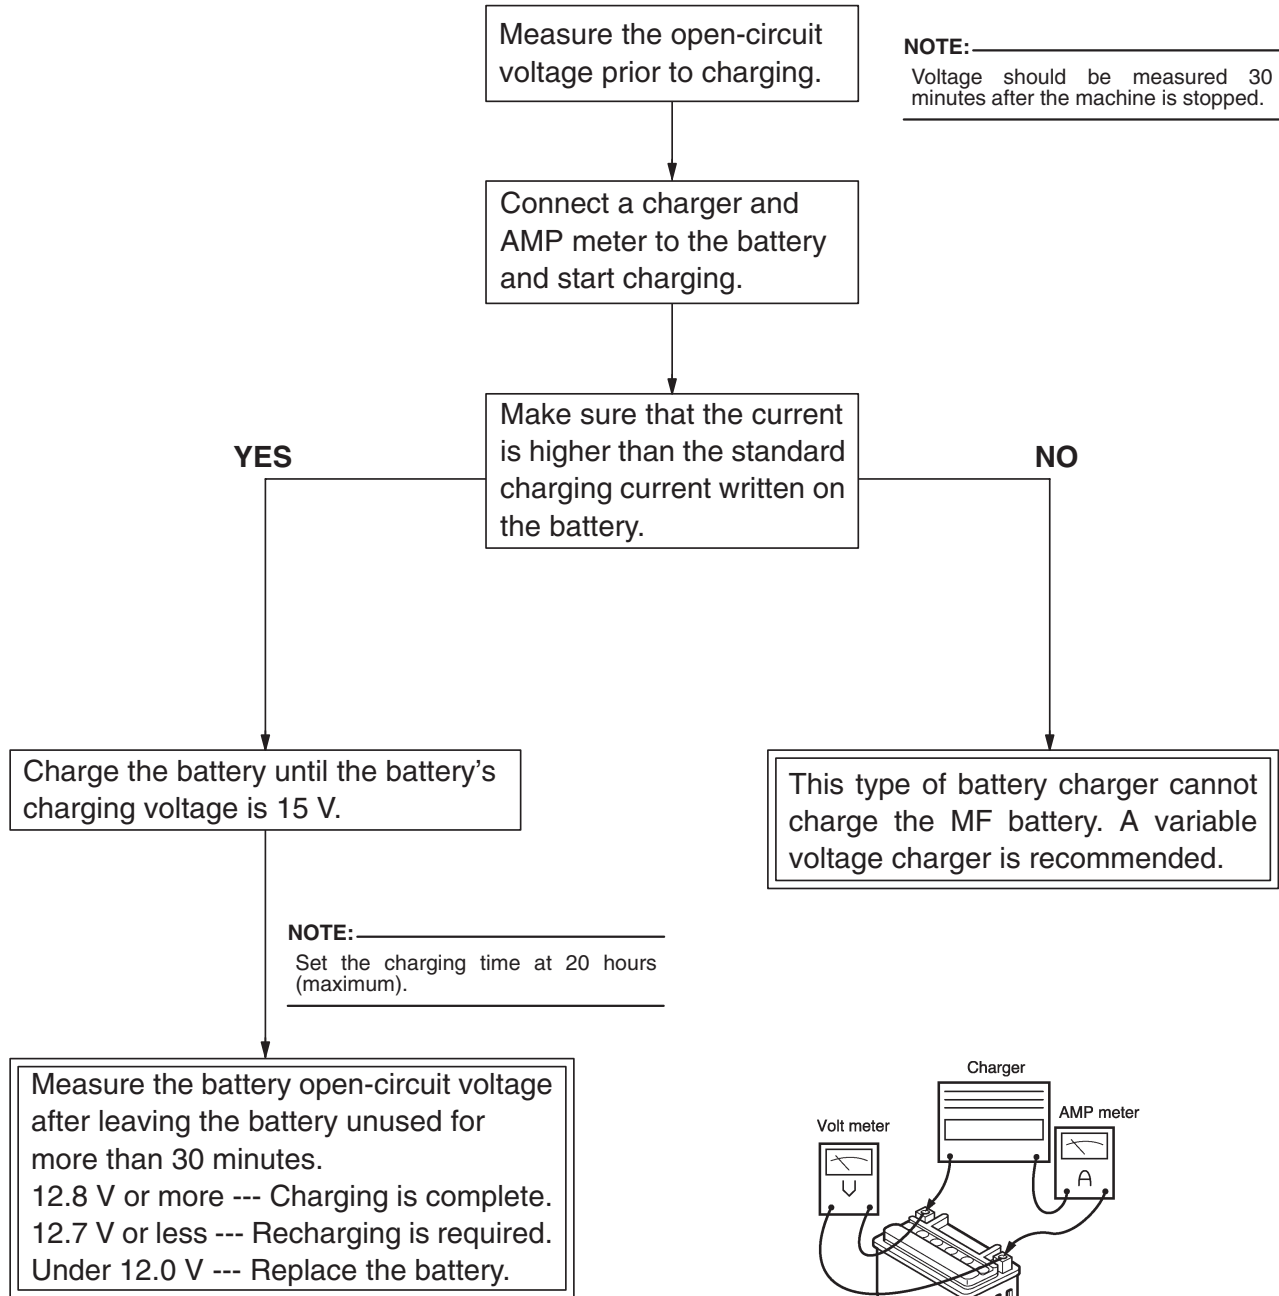 Measure the open-circuit
voltage prior to charging.
NOTE:
Voltage should be measured 30
minutes after the machine is stopped.
Connect a charger and
AMP meter to the battery
and start charging.
Make sure that the current
is higher than the standard
charging current written on
the battery.
YES
NO
Charge the battery until the battery's
charging voltage is 15 V.
This type of battery charger cannot
charge the MF battery. A variable
voltage charger is recommended.
NOTE:
Set the charging time at 20 hours
(maximum).
Measure the battery open-circuit voltage
after leaving the battery unused for
more than 30 minutes.
12.8 V or more --- Charging is complete.
12.7 V or less --- Recharging is required.
Under 12.0 V --- Replace the battery.
Charger
Volt meter
AMP meter
V
A